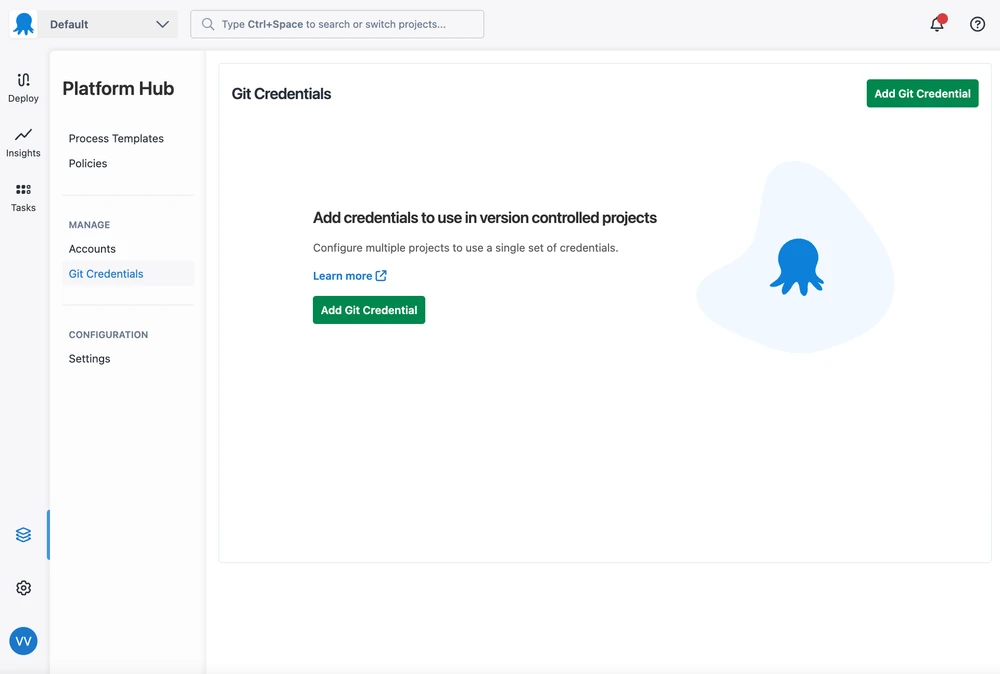 Default
Type Ctrl+Space to search or switch projects...
Deploy
Insights
Tasks
VV
Platform Hub
Process Templates
Policies
MANAGE
Accounts
Git Credentials
CONFIGURATION
Settings
Git Credentials
Add Git Credential
Add credentials to use in version controlled projects
Configure multiple projects to use a single set of credentials.
Learn more
Add Git Credential